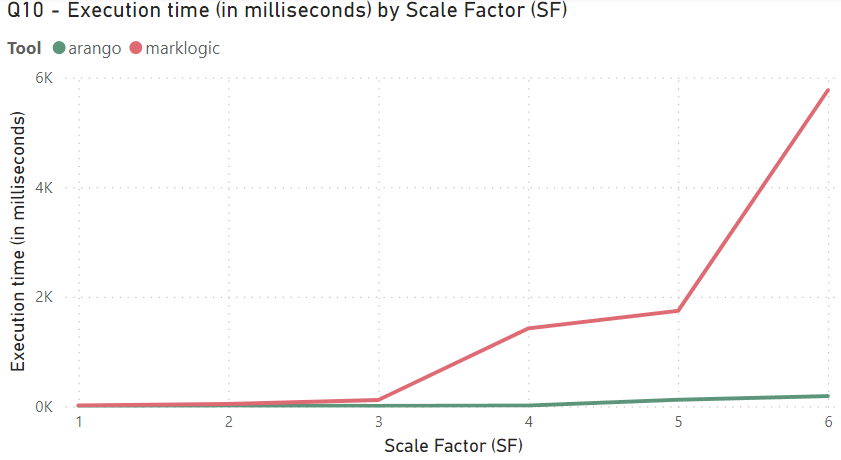 Q10 - Execution time (in milliseconds) by Scale Factor (SF)
Tool arango marklogic
Execution time (in milliseconds)
6K
4K
2K
0K
1 2 3 4 5 6
Scale Factor (SF)